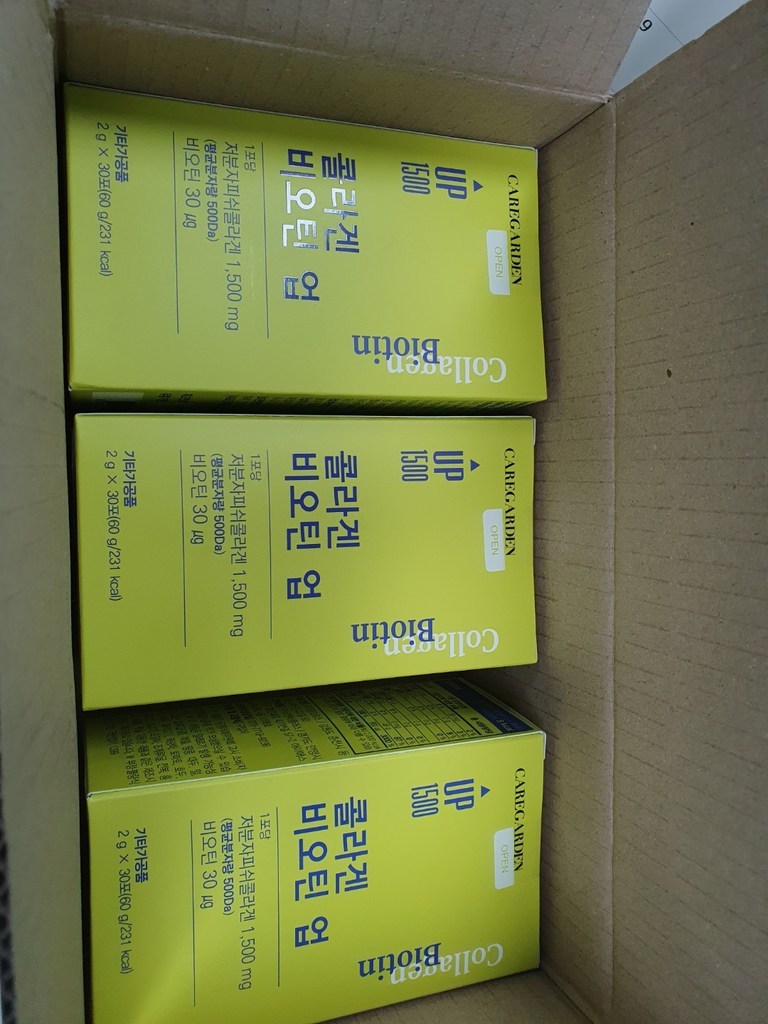 CAREGARDEN
OPEN
UP
1500
Collagen
Biotin
콜라겐
비오틴 업
1포당
저분자피쉬콜라겐 1,500 mg
(평균분자량 500Da)
비오틴 30 µg
기타가공품
2 g X 30포(60 g/231 kcal)
CAREGARDEN
OPEN
UP
1500
Collagen
Biotin
콜라겐
비오틴 업
1포당
저분자피쉬콜라겐 1,500 mg
(평균분자량 500Da)
비오틴 30 µg
기타가공품
2 g X 30포(60 g/231 kcal)
CAREGARDEN
OPEN
UP
1500
Collagen
Biotin
콜라겐
비오틴 업
1포당
저분자피쉬콜라겐 1,500 mg
(평균분자량 500Da)
비오틴 30 µg
기타가공품
2 g X 30포(60 g/231 kcal)
9